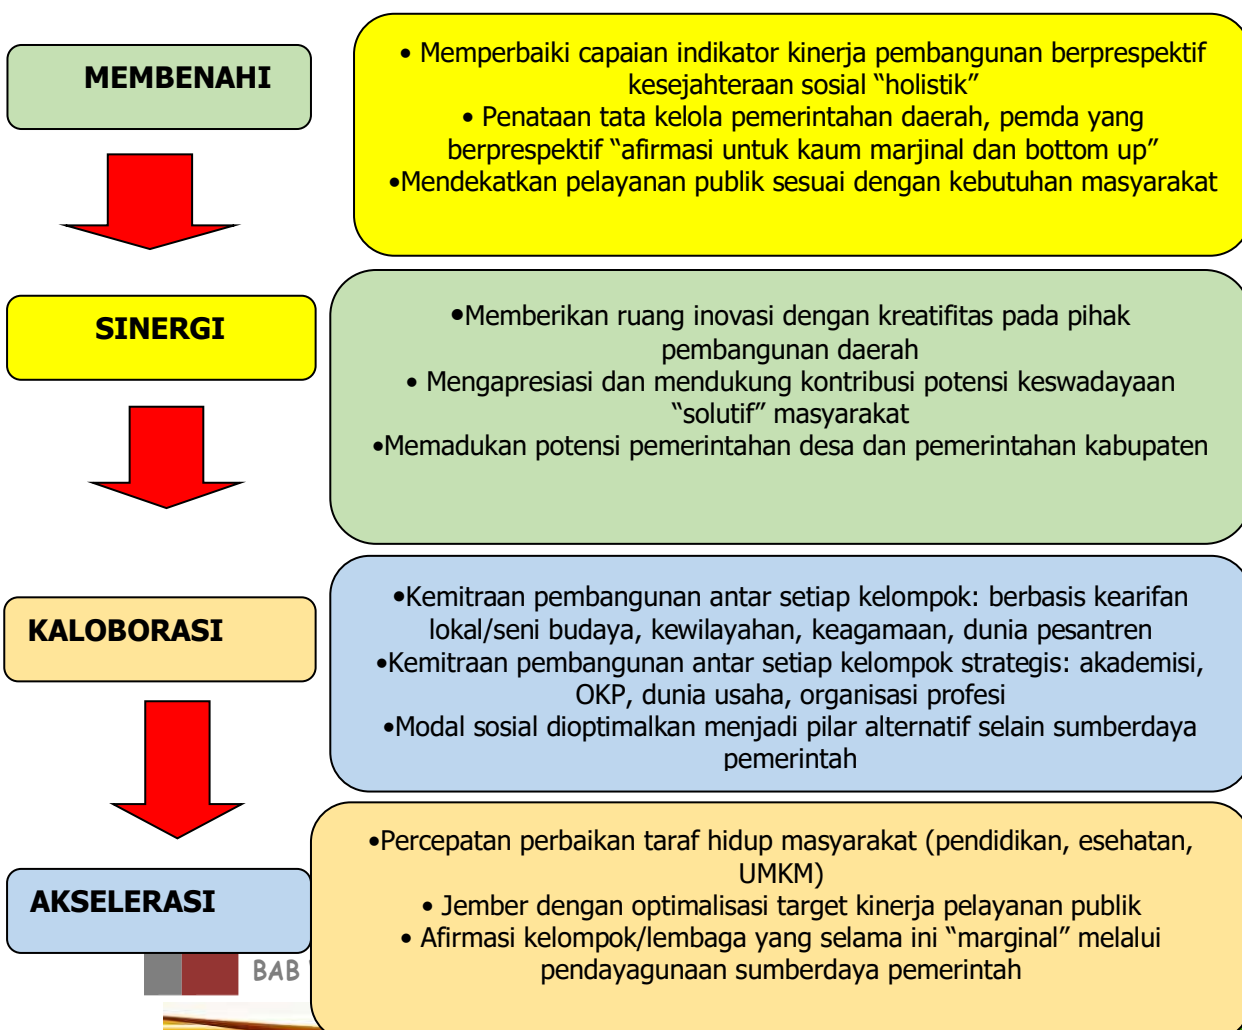 MEMBENAHI
• Memperbaiki capaian indikator kinerja pembangunan berprespektif
kesejahteraan sosial “holistik”
• Penataan tata kelola pemerintahan daerah, pemda yang
berprespektif “afirmasi untuk kaum marjinal dan bottom up”
•Mendekatkan pelayanan publik sesuai dengan kebutuhan masyarakat
SINERGI
•Memberikan ruang inovasi dengan kreatifitas pada pihak
pembangunan daerah
• Mengapresiasi dan mendukung kontribusi potensi keswadayaan
“solutif” masyarakat
•Memadukan potensi pemerintahan desa dan pemerintahan kabupaten
KALOBORASI
•Kemitraan pembangunan antar setiap kelompok: berbasis kearifan
lokal/seni budaya, kewilayahan, keagamaan, dunia pesantren
•Kemitraan pembangunan antar setiap kelompok strategis: akademisi,
OKP, dunia usaha, organisasi profesi
•Modal sosial dioptimalkan menjadi pilar alternatif selain sumberdaya
pemerintah
AKSELERASI
•Percepatan perbaikan taraf hidup masyarakat (pendidikan, esehatan,
UMKM)
• Jember dengan optimalisasi target kinerja pelayanan publik
• Afirmasi kelompok/lembaga yang selama ini “marginal” melalui
pendayagunaan sumberdaya pemerintah
BAB